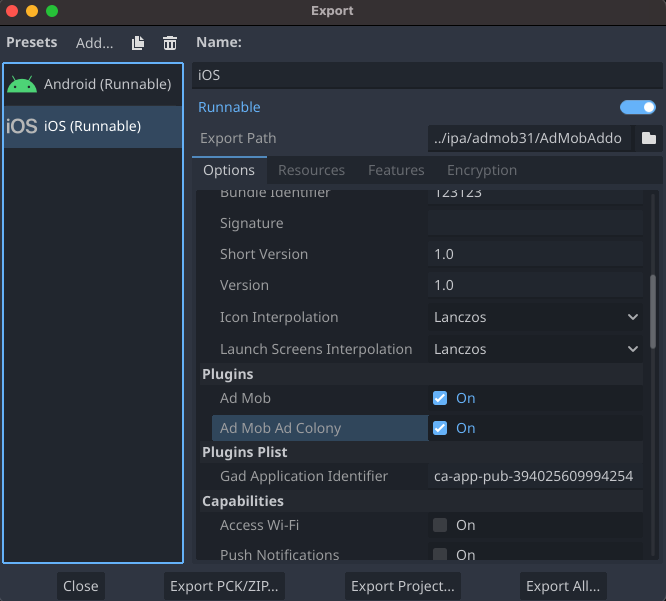 Export
Presets Add... Name:
Android (Runnable)
iOS iOS (Runnable)
iOS
Runnable
Export Path ../ipa/admob31/AdMobAddo
Options Resources Features Encryption
Bundle Identifier 123123
Signature
Short Version 1.0
Version 1.0
Icon Interpolation Lanczos
Launch Screens Interpolation Lanczos
Plugins
Ad Mob On
Ad Mob Ad Colony On
Plugins Plist
Gad Application Identifier ca-app-pub-394025609994254
Capabilities
Access Wi-Fi On
Push Notifications On
Close Export PCK/ZIP... Export Project... Export All...